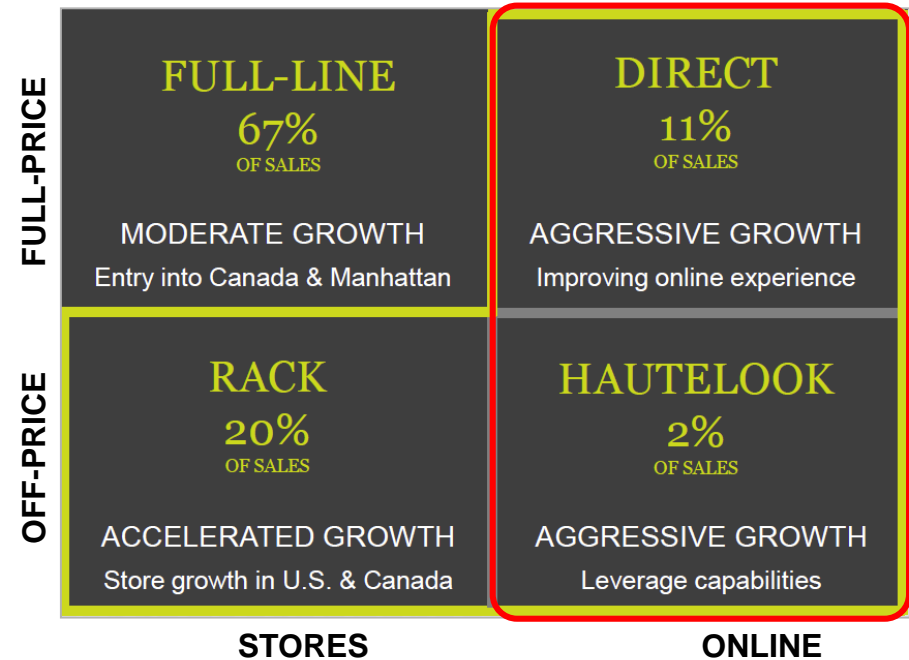 FULL-PRICE
FULL-LINE
67%
OF SALES
MODERATE GROWTH
Entry into Canada & Manhattan
DIRECT
11%
OF SALES
AGGRESSIVE GROWTH
Improving online experience
OFF-PRICE
RACK
20%
OF SALES
ACCELERATED GROWTH
Store growth in U.S. & Canada
HAUTELOOK
2%
OF SALES
AGGRESSIVE GROWTH
Leverage capabilities
STORES
ONLINE